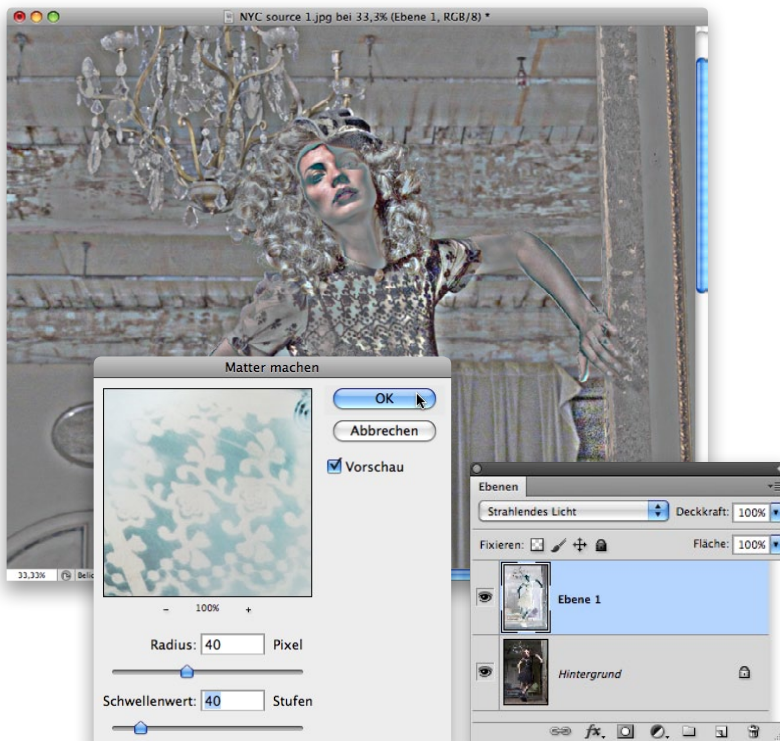 NYC source 1.jpg bei 33,3% (Ebene 1, RGB/8) *
33,33%
Matter machen
OK
Abbrechen
Vorschau
- 100% +
Radius: 40 Pixel
Schwellenwert: 40 Stufen
Ebenen
Strahlendes Licht Deckkraft: 100%
Fixieren: Fläche: 100%
Ebene 1
Hintergrund
fx